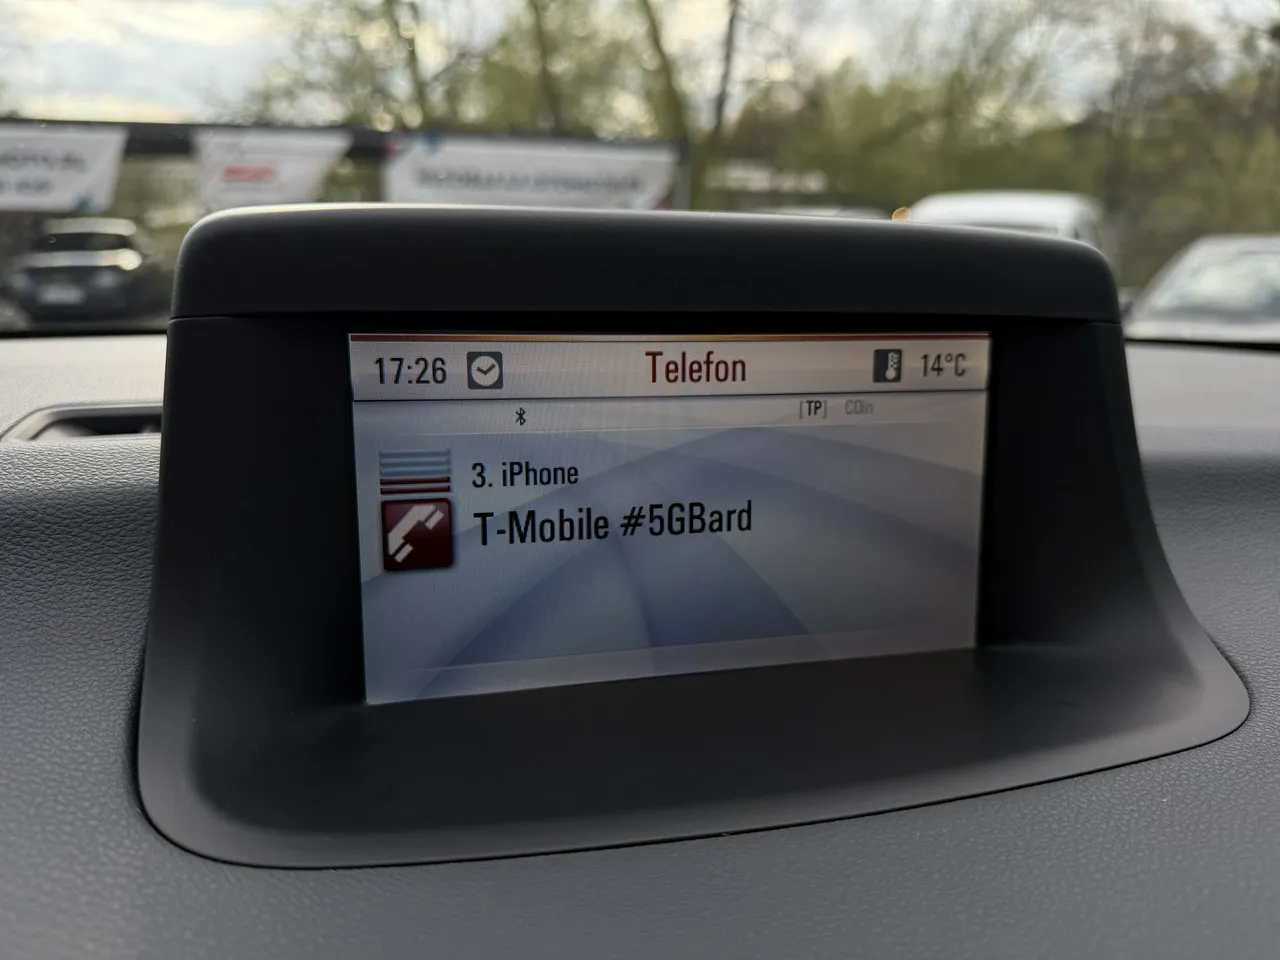 17:26 Telefon 14°C
[TP] CDin
3. iPhone
T-Mobile #5GBard